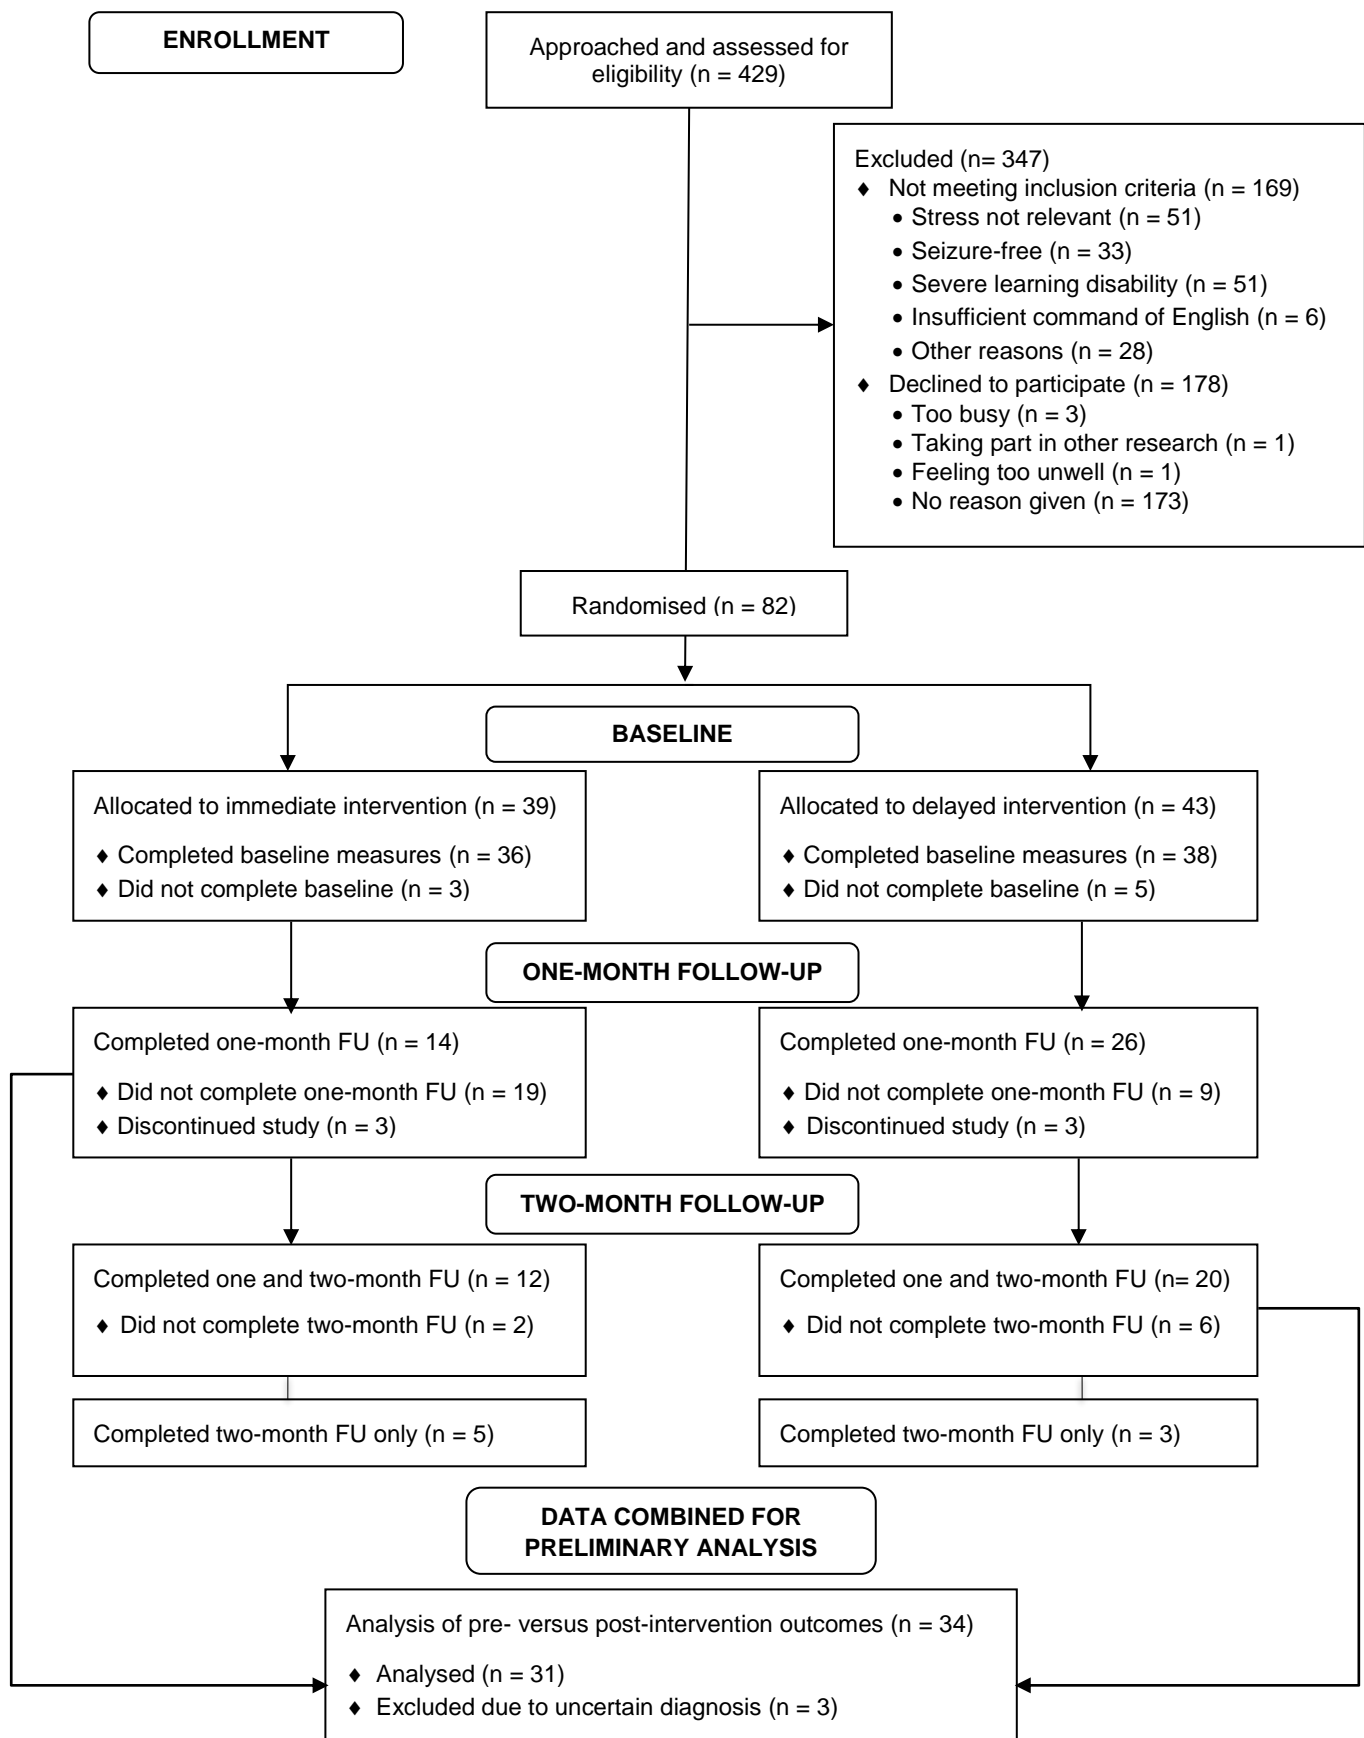 ENROLLMENT
Approached and assessed for
eligibility (n = 429)
Excluded (n= 347)
♦ Not meeting inclusion criteria (n = 169)
• Stress not relevant (n = 51)
• Seizure-free (n = 33)
• Severe learning disability (n = 51)
• Insufficient command of English (n = 6)
• Other reasons (n = 28)
♦ Declined to participate (n = 178)
• Too busy (n = 3)
• Taking part in other research (n = 1)
• Feeling too unwell (n = 1)
• No reason given (n = 173)
Randomised (n = 82)
BASELINE
Allocated to immediate intervention (n = 39)
♦ Completed baseline measures (n = 36)
♦ Did not complete baseline (n = 3)
Allocated to delayed intervention (n = 43)
♦ Completed baseline measures (n = 38)
♦ Did not complete baseline (n = 5)
ONE-MONTH FOLLOW-UP
Completed one-month FU (n = 14)
♦ Did not complete one-month FU (n = 19)
♦ Discontinued study (n = 3)
Completed one-month FU (n = 26)
♦ Did not complete one-month FU (n = 9)
♦ Discontinued study (n = 3)
TWO-MONTH FOLLOW-UP
Completed one and two-month FU (n = 12)
♦ Did not complete two-month FU (n = 2)
Completed one and two-month FU (n= 20)
♦ Did not complete two-month FU (n = 6)
Completed two-month FU only (n = 5)
Completed two-month FU only (n = 3)
DATA COMBINED FOR
PRELIMINARY ANALYSIS
Analysis of pre- versus post-intervention outcomes (n = 34)
♦ Analysed (n = 31)
♦ Excluded due to uncertain diagnosis (n = 3)